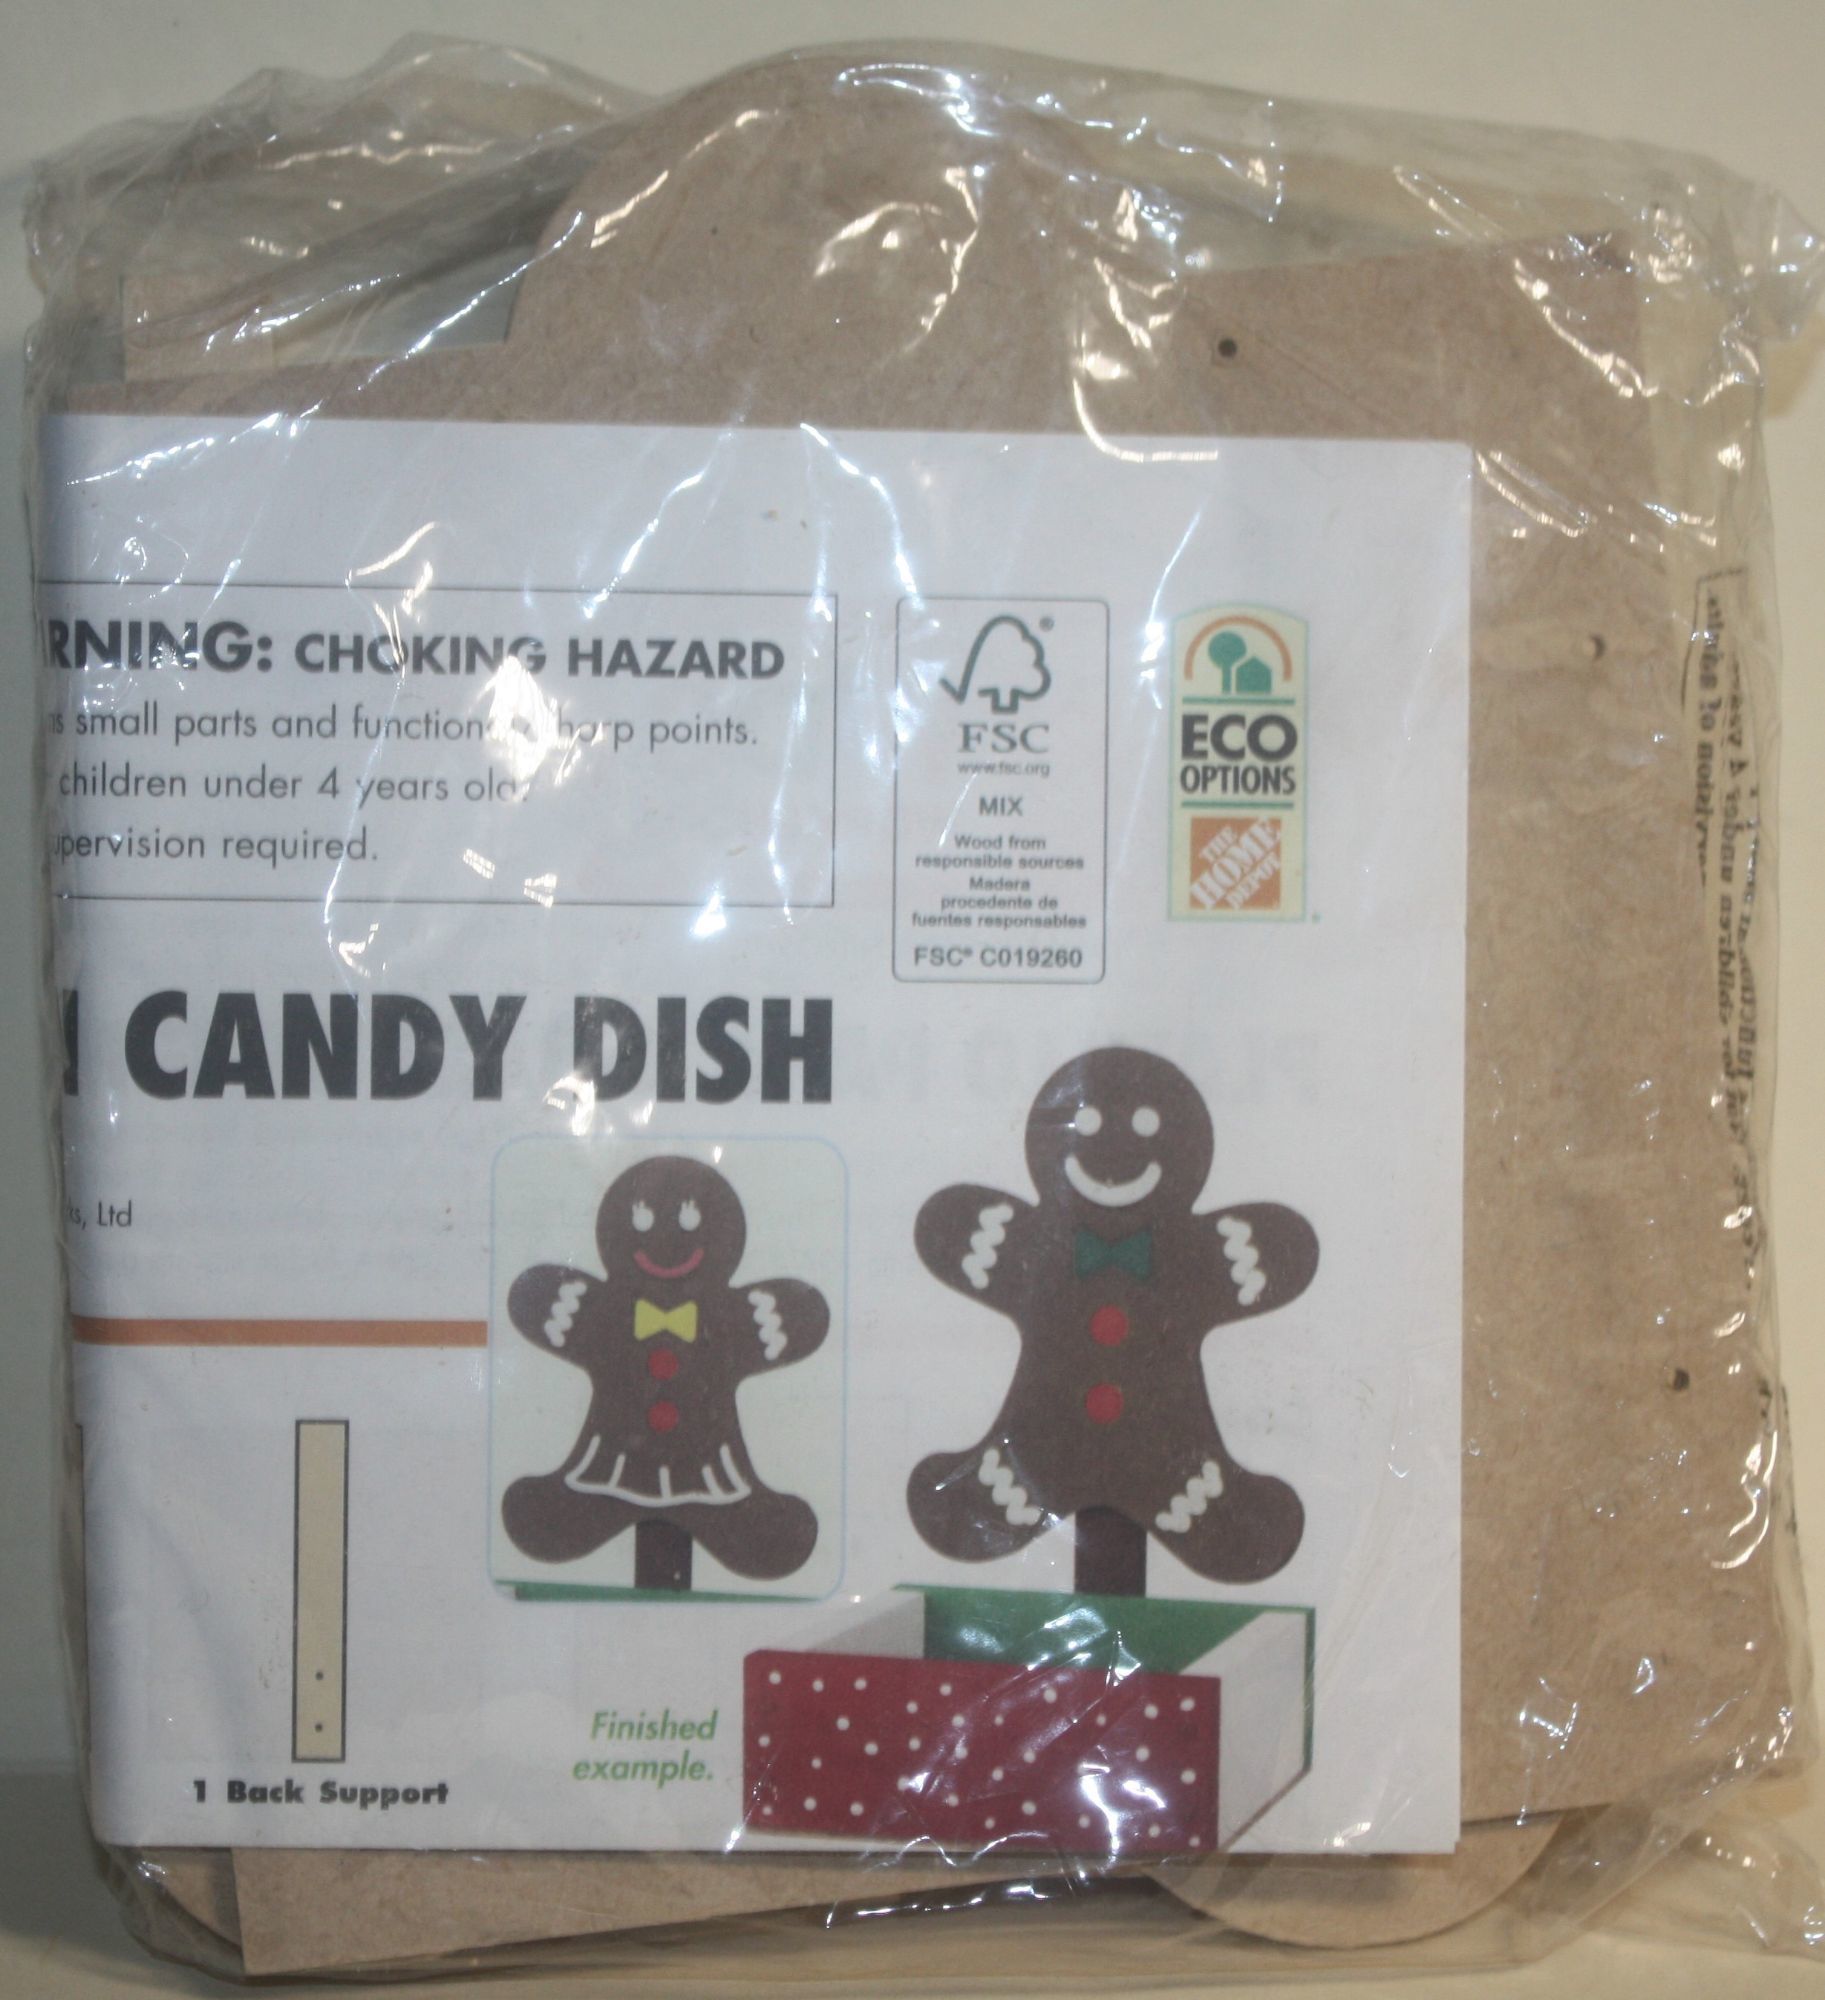 RNING: CHOKING HAZARD
small parts and function sharp points.
children under 4 years old.
upervision required.
FSC®
www.fsc.org
MIX
Wood from
responsible sources
Madera
procedente de
fuentes responsables
FSC® C019260
ECO
OPTIONS
THE
HOME
DEPOT
CANDY DISH
ks, Ltd
Finished
example.
1 Back Support